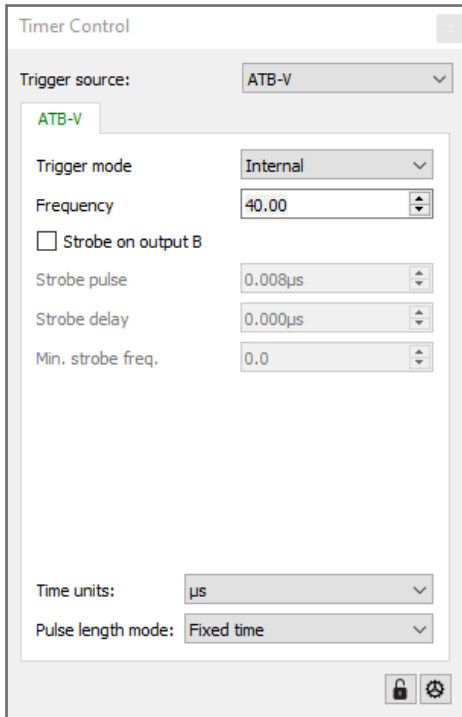 Timer Control
Trigger source: ATB-V
ATB-V
Trigger mode Internal
Frequency 40.00
Strobe on output B
Strobe pulse 0.008µs
Strobe delay 0.000µs
Min. strobe freq. 0.0
Time units: µs
Pulse length mode: Fixed time